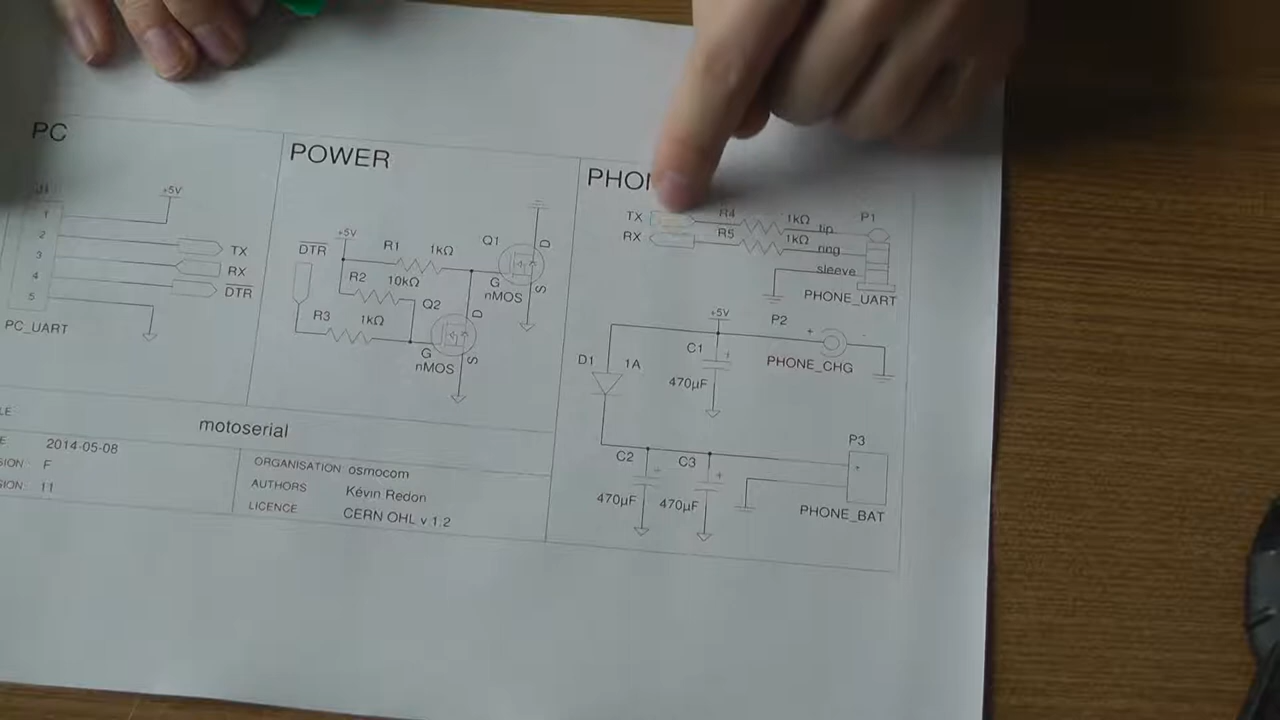 PC
+5V
1
2
3
4
5
TX
RX
DTR
PC_UART
POWER
DTR
+5V
R1 1kΩ
R2 10kΩ
R3 1kΩ
Q1
D
G
S
nMOS
Q2
D
G
S
nMOS
TX
RX
R4 1kΩ tip
R5 1kΩ ring
sleeve
P1
PHONE_UART
+5V
P2
+ -
PHONE_CHG
D1 1A
C1 +
470µF
C2 +
470µF
C3 +
470µF
P3
+
PHONE_BAT
motoserial
2014-05-08
F
11
ORGANISATION: osmocom
AUTHORS Kévin Redon
LICENCE CERN OHL v 1.2